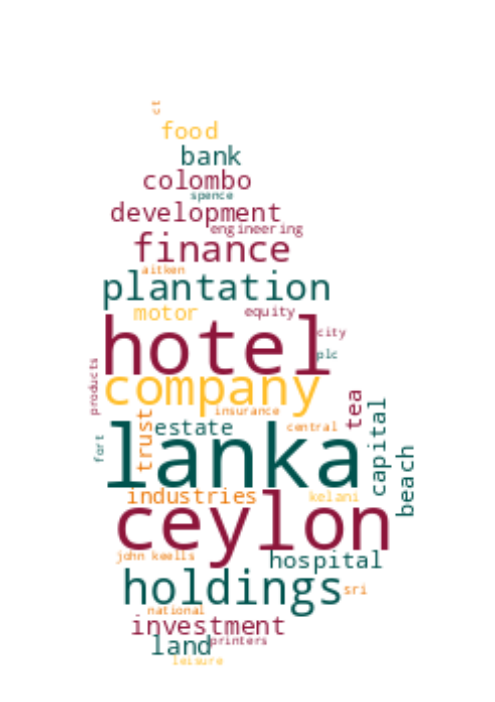 ct
food
bank
colombo
spence
development
engineering
finance
aitken
plantation
motor
equity
hotel
city
plc
company
products
insurance
tea
trust
estate
central
capital
fort
lanka
beach
industries
kelani
ceylon
john keells
hospital
holdings
sri
national
investment
land
printers
leisure